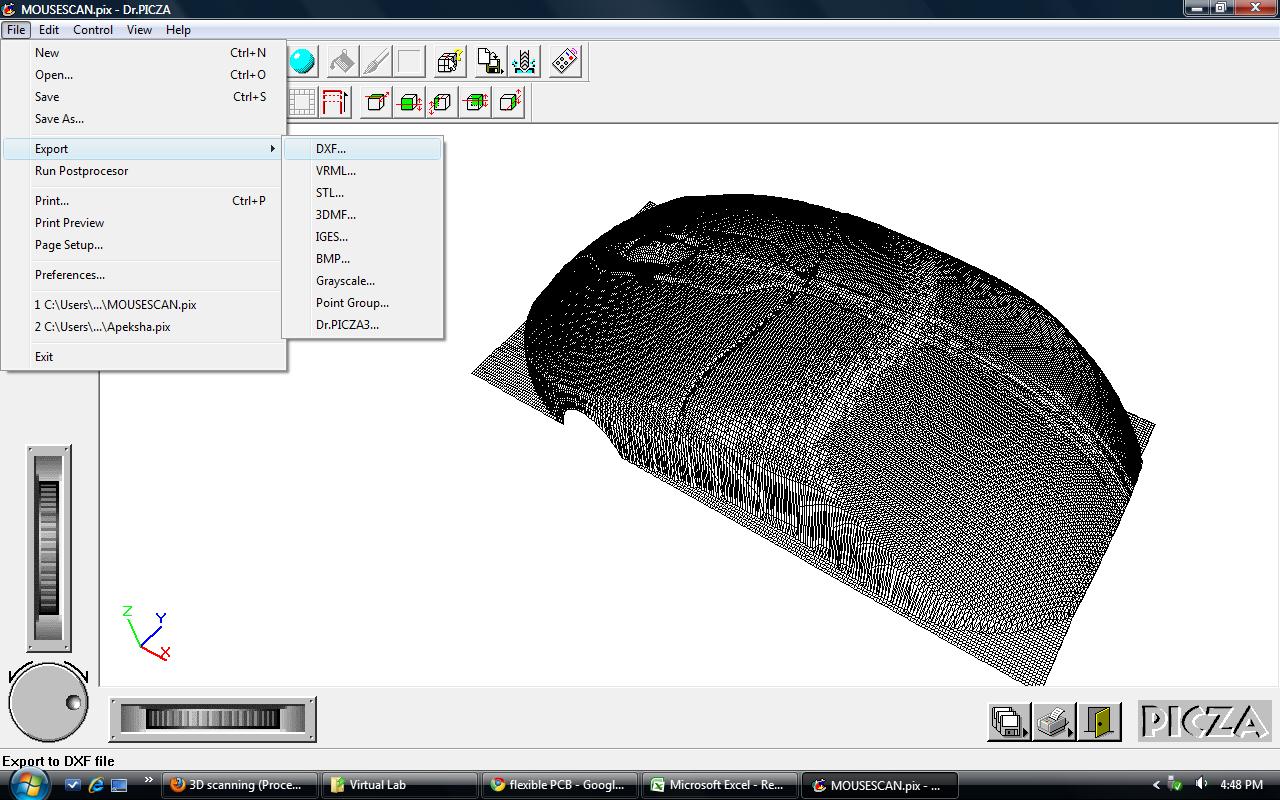 MOUSESCAN.pix - Dr.PICZA
File Edit Control View Help
New Ctrl+N
Open... Ctrl+O
Save Ctrl+S
Save As...
Export
Run Postprocesor
Print... Ctrl+P
Print Preview
Page Setup...
Preferences...
1 C:\Users\...\MOUSESCAN.pix
2 C:\Users\...\Apeksha.pix
Exit
DXF...
VRML...
STL...
3DMF...
IGES...
BMP...
Grayscale...
Point Group...
Dr.PICZA3...
Z
Y
X
PICZA
Export to DXF file
3D scanning (Proce...
Virtual Lab
flexible PCB - Googl...
Microsoft Excel - Re...
MOUSESCAN.pix - ...
4:48 PM